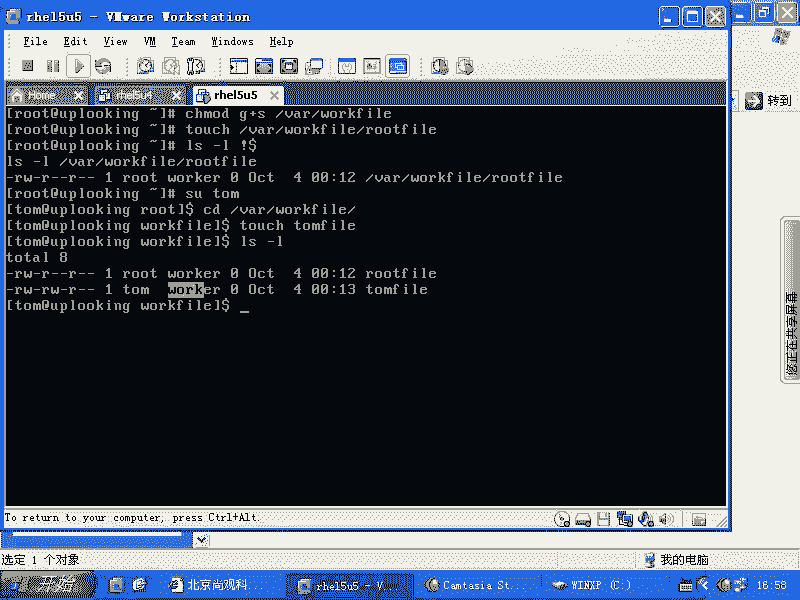 rhel5u5 - VMware Workstation
File Edit View VM Team Windows Help
Home rhel5u5 rhel5u5
转到
[root@uplooking ~]# chmod g+s /var/workfile
[root@uplooking ~]# touch /var/workfile/rootfile
[root@uplooking ~]# ls -l !$
ls -l /var/workfile/rootfile
-rw-r--r-- 1 root worker 0 Oct  4 00:12 /var/workfile/rootfile
[root@uplooking ~]# su tom
[tom@uplooking root]$ cd /var/workfile/
[tom@uplooking workfile]$ touch tomfile
[tom@uplooking workfile]$ ls -l
total 8
-rw-r--r-- 1 root worker 0 Oct  4 00:12 rootfile
-rw-rw-r-- 1 tom  worker 0 Oct  4 00:13 tomfile
[tom@uplooking workfile]$ _
您正在共享屏幕
To return to your computer, press Ctrl+Alt.
选定 1 个对象
我的电脑
开始 北京尚观科... rhel5u5 - V... Camtasia St... WINXP (C:) 16:58